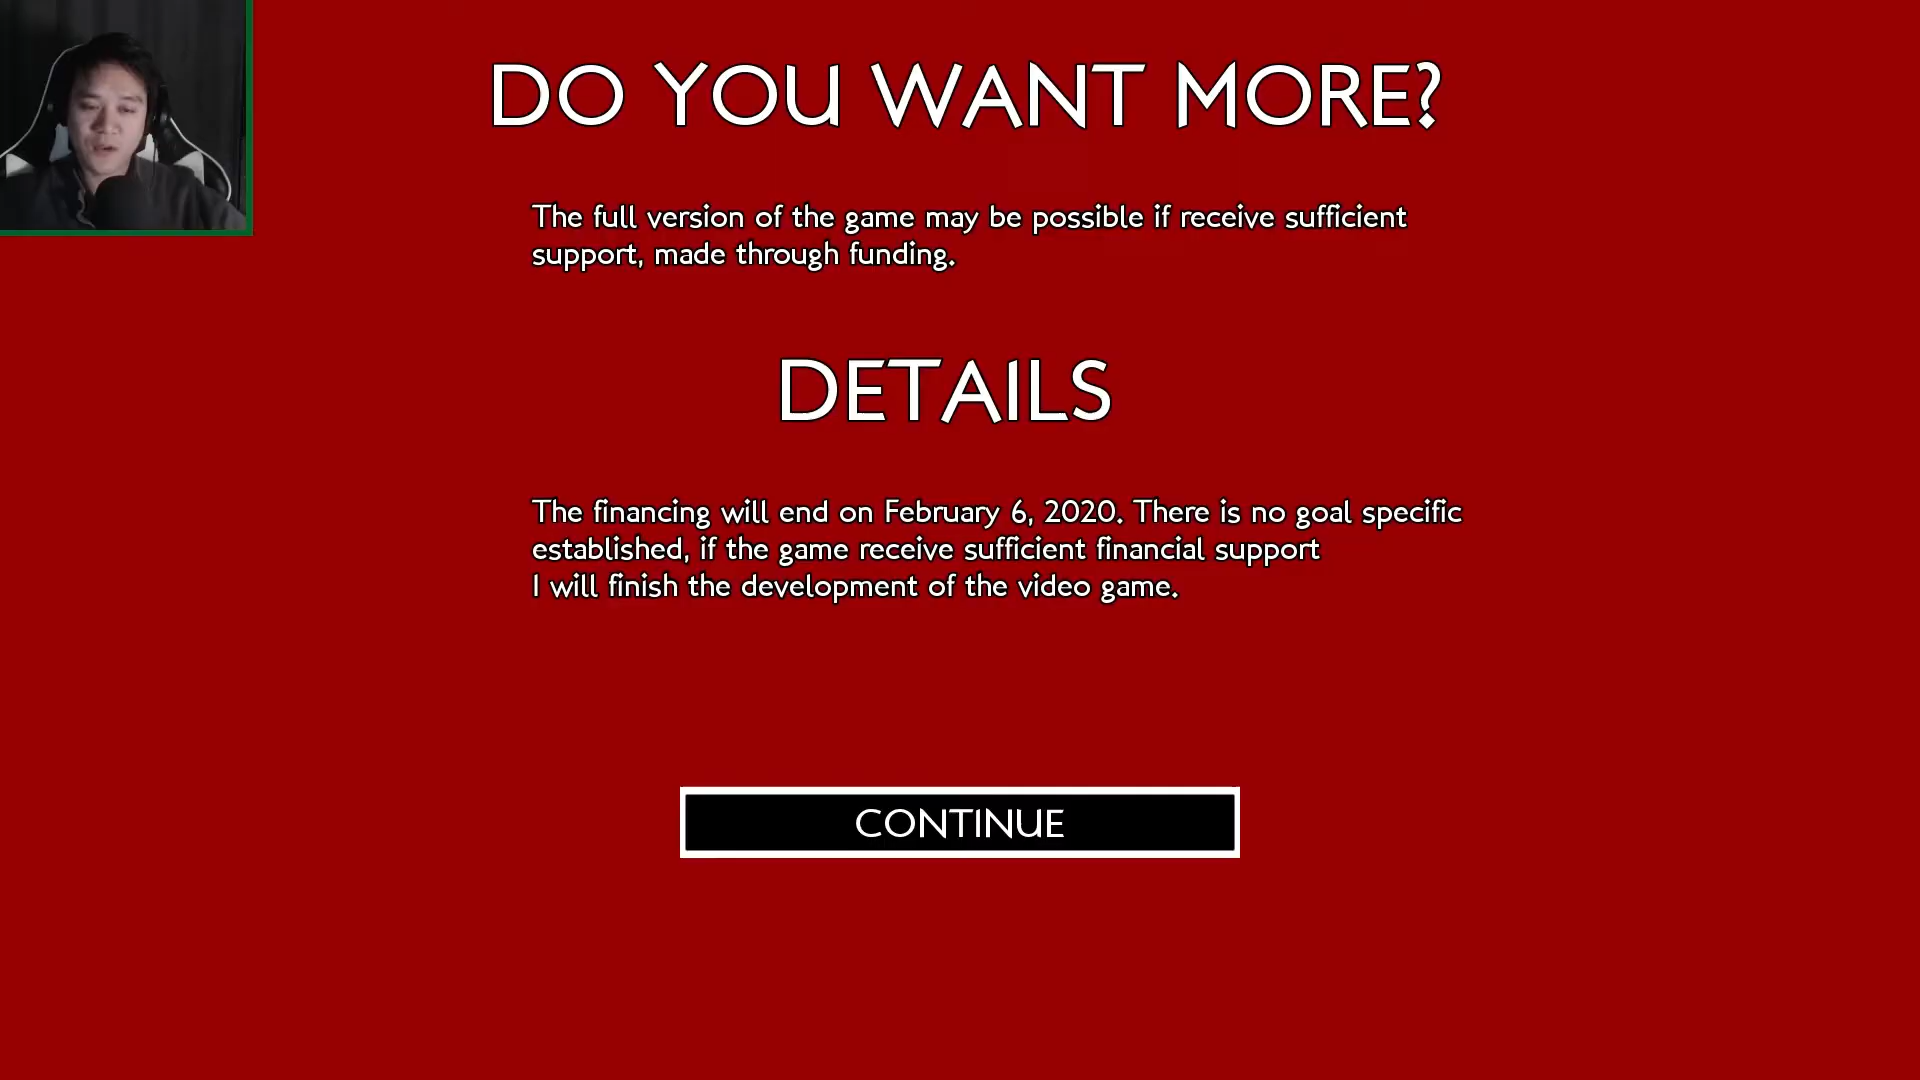 DO YOU WANT MORE?
The full version of the game may be possible if receive sufficient
support, made through funding.
DETAILS
The financing will end on February 6, 2020. There is no goal specific
established, if the game receive sufficient financial support
I will finish the development of the video game.
CONTINUE